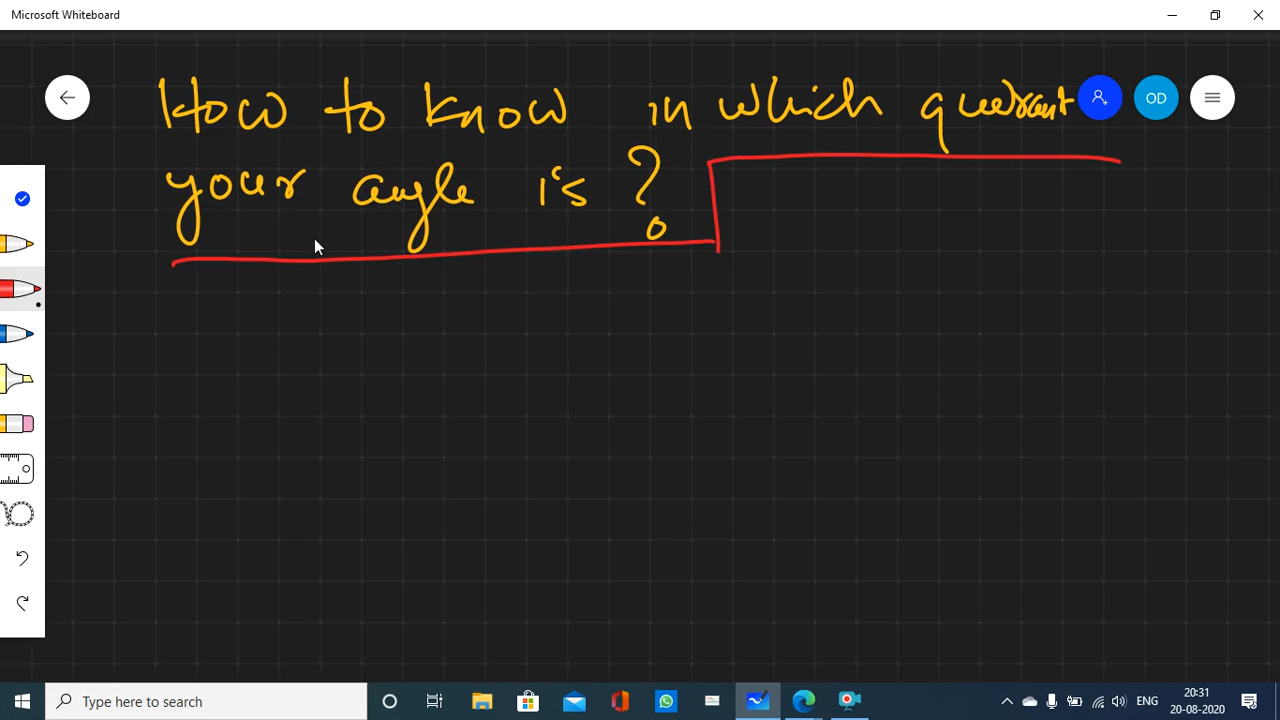 Microsoft Whiteboard
How to know in which quadrant
your angle is ?
OD
Type here to search
ENG
20:31
20-08-2020